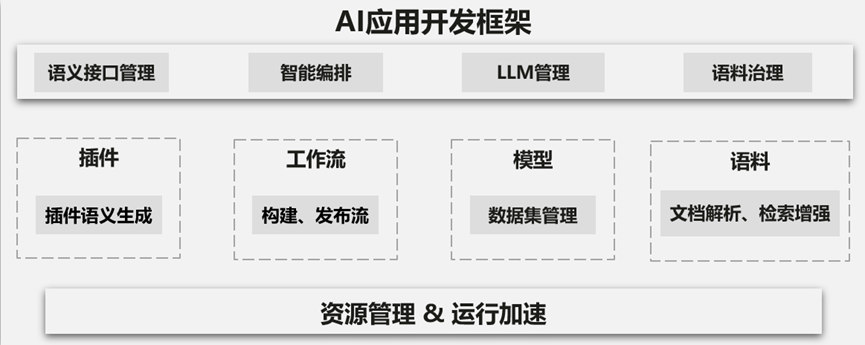 AI应用开发框架
语义接口管理 智能编排 LLM管理 语料治理
插件 工作流 模型 语料
插件语义生成 构建、发布流 数据集管理 文档解析、检索增强
资源管理 & 运行加速